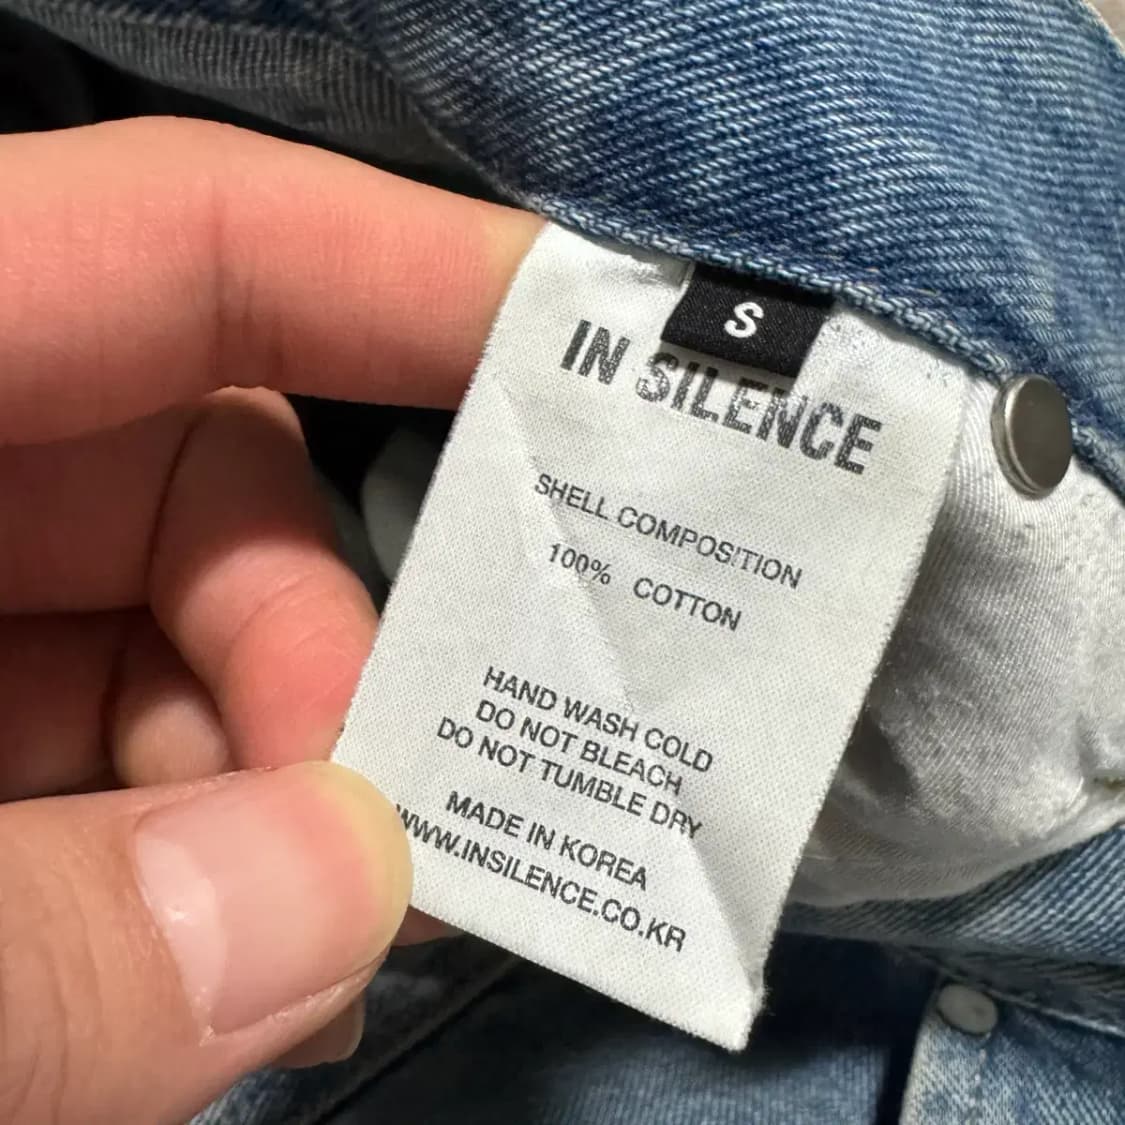 S
IN SILENCE
SHELL COMPOSITION
100% COTTON
HAND WASH COLD
DO NOT BLEACH
DO NOT TUMBLE DRY
MADE IN KOREA
WWW.INSILENCE.CO.KR